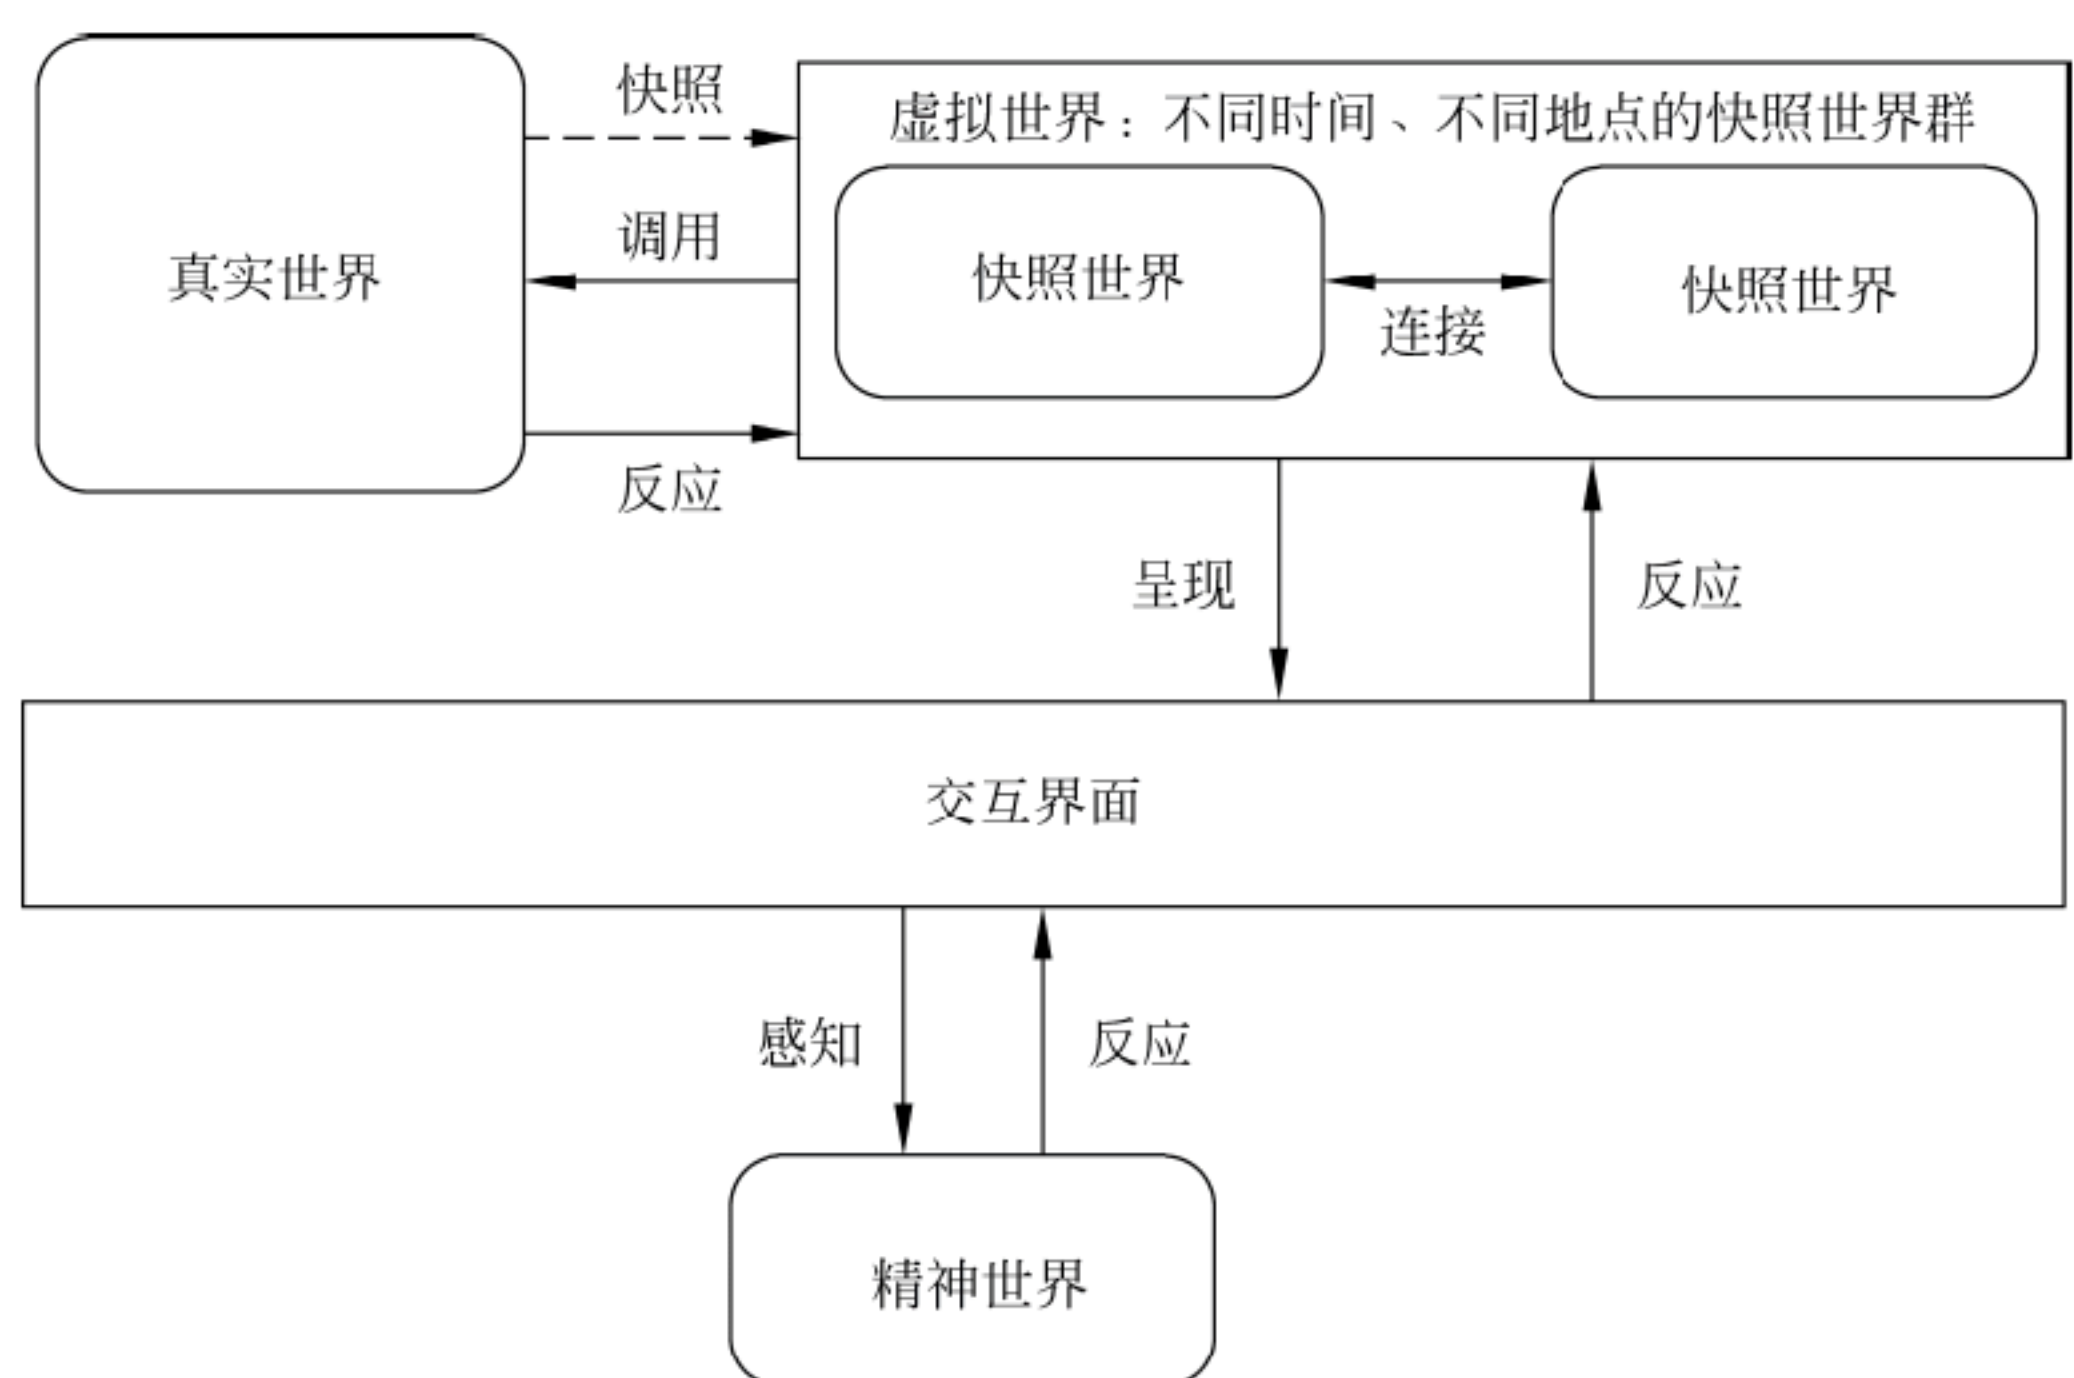 快照
虚拟世界：不同时间、不同地点的快照世界群
调用
真实世界
快照世界
快照世界
连接
反应
呈现
反应
交互界面
感知
反应
精神世界